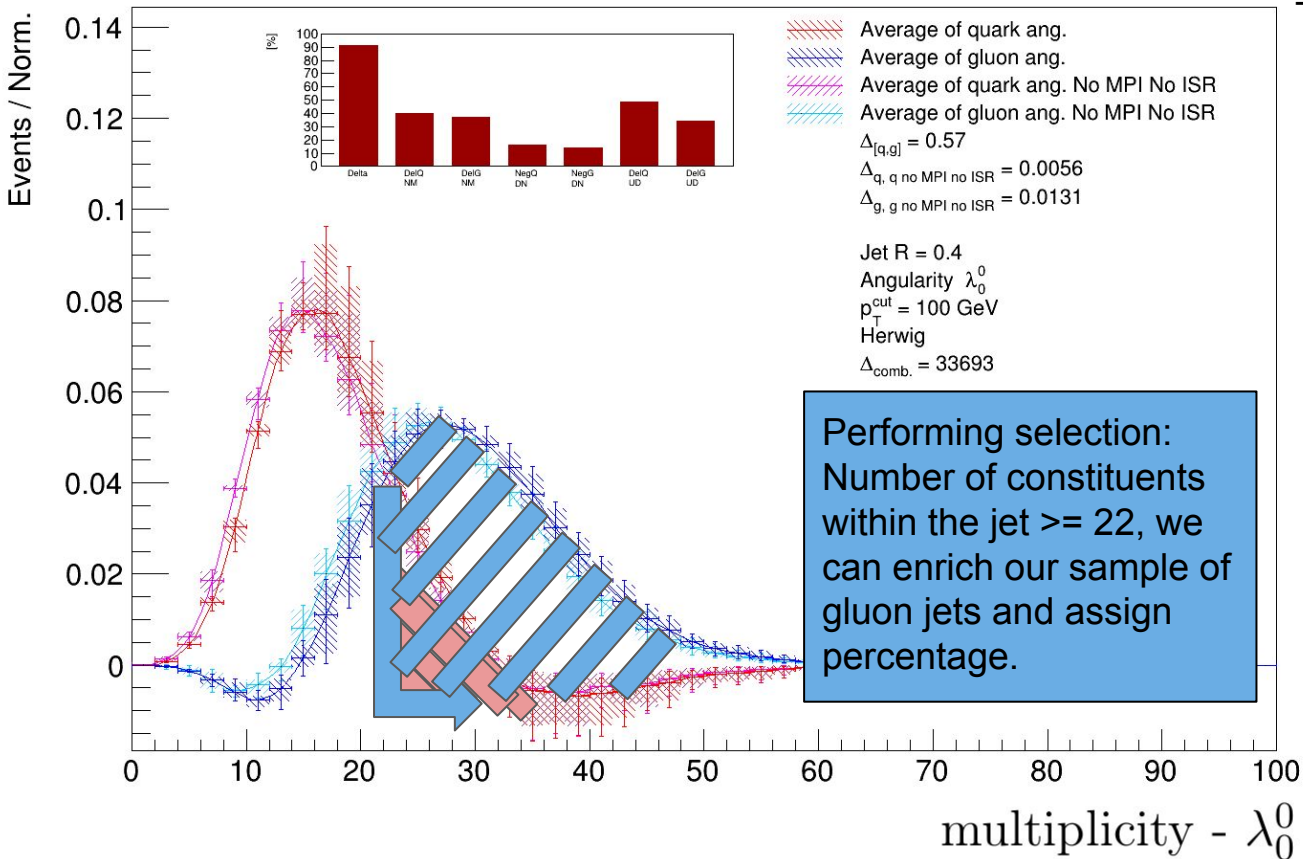 Events / Norm.
0.14
0.12
0.1
0.08
0.06
0.04
0.02
0
[%]
100
90
80
70
60
50
40
30
20
10
0
Delta DelQ DelG NegQ NegG DelQ DelG
NM NM DN DN UD UD
Average of quark ang.
Average of gluon ang.
Average of quark ang. No MPI No ISR
Average of gluon ang. No MPI No ISR
Δ[q,g] = 0.57
Δq, q no MPI no ISR = 0.0056
Δg, g no MPI no ISR = 0.0131
Jet R = 0.4
Angularity λ⁰₀
pᶜᵘᵗT = 100 GeV
Herwig
Δcomb. = 33693
Performing selection:
Number of constituents
within the jet >= 22, we
can enrich our sample of
gluon jets and assign
percentage.
0 10 20 30 40 50 60 70 80 90 100
multiplicity - λ⁰₀